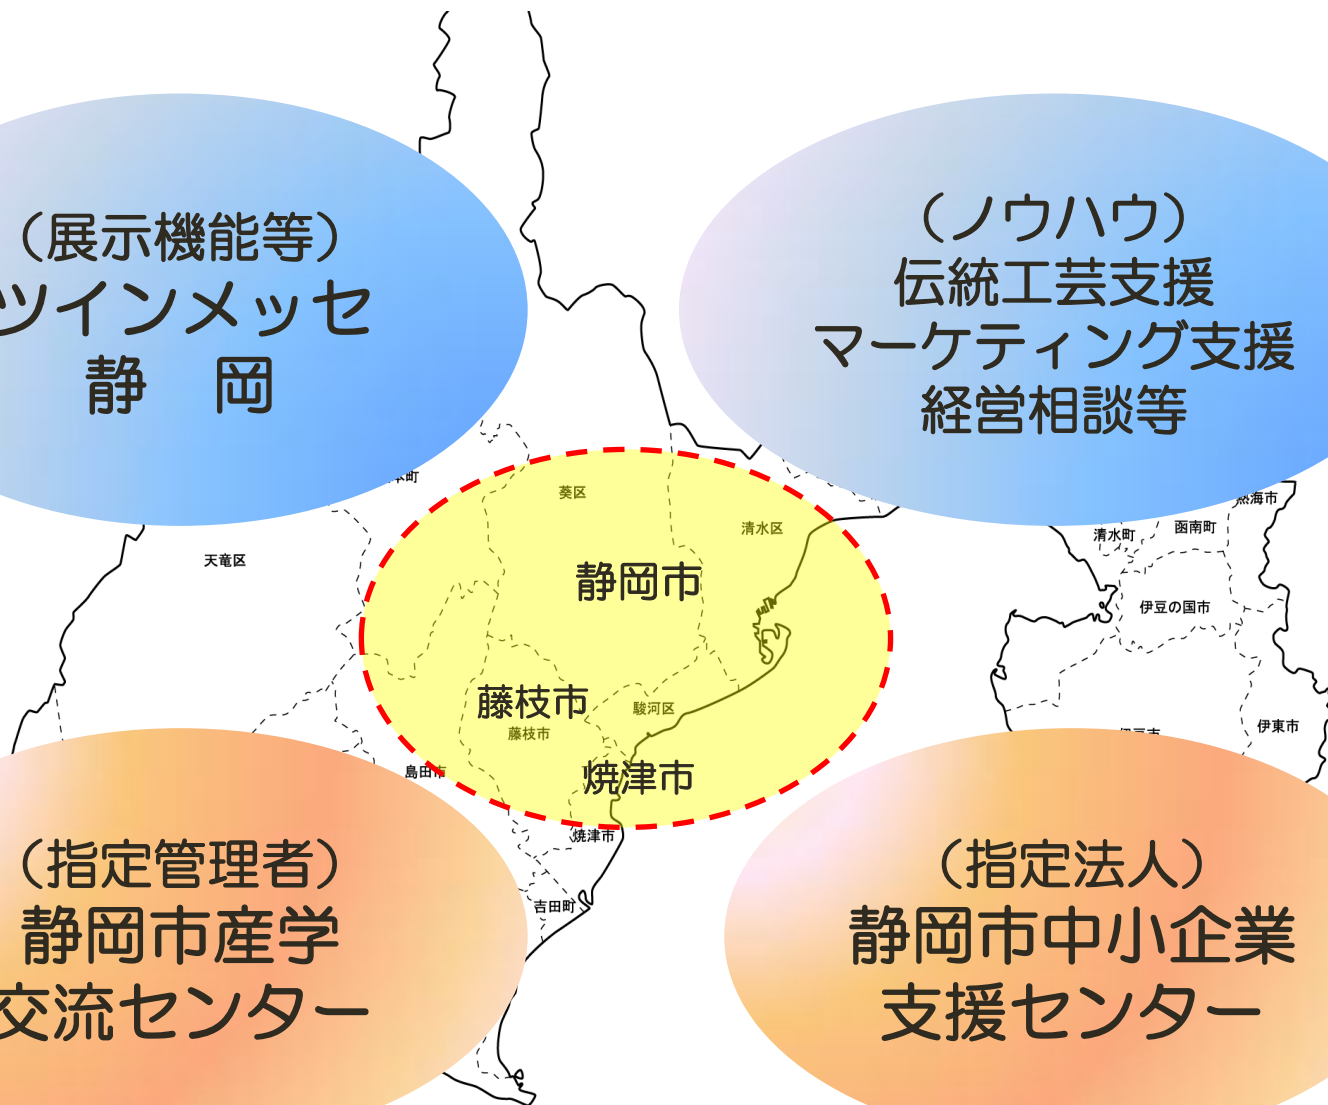 （展示機能等）
ツインメッセ
静　岡
（ノウハウ）
伝統工芸支援
マーケティング支援
経営相談等
本町
葵区
清水区
熱海市
清水町
函南町
天竜区
静岡市
伊豆の国市
藤枝市
駿河区
藤枝市
伊東市
島田市
焼津市
焼津市
吉田町
（指定管理者）
静岡市産学
交流センター
（指定法人）
静岡市中小企業
支援センター